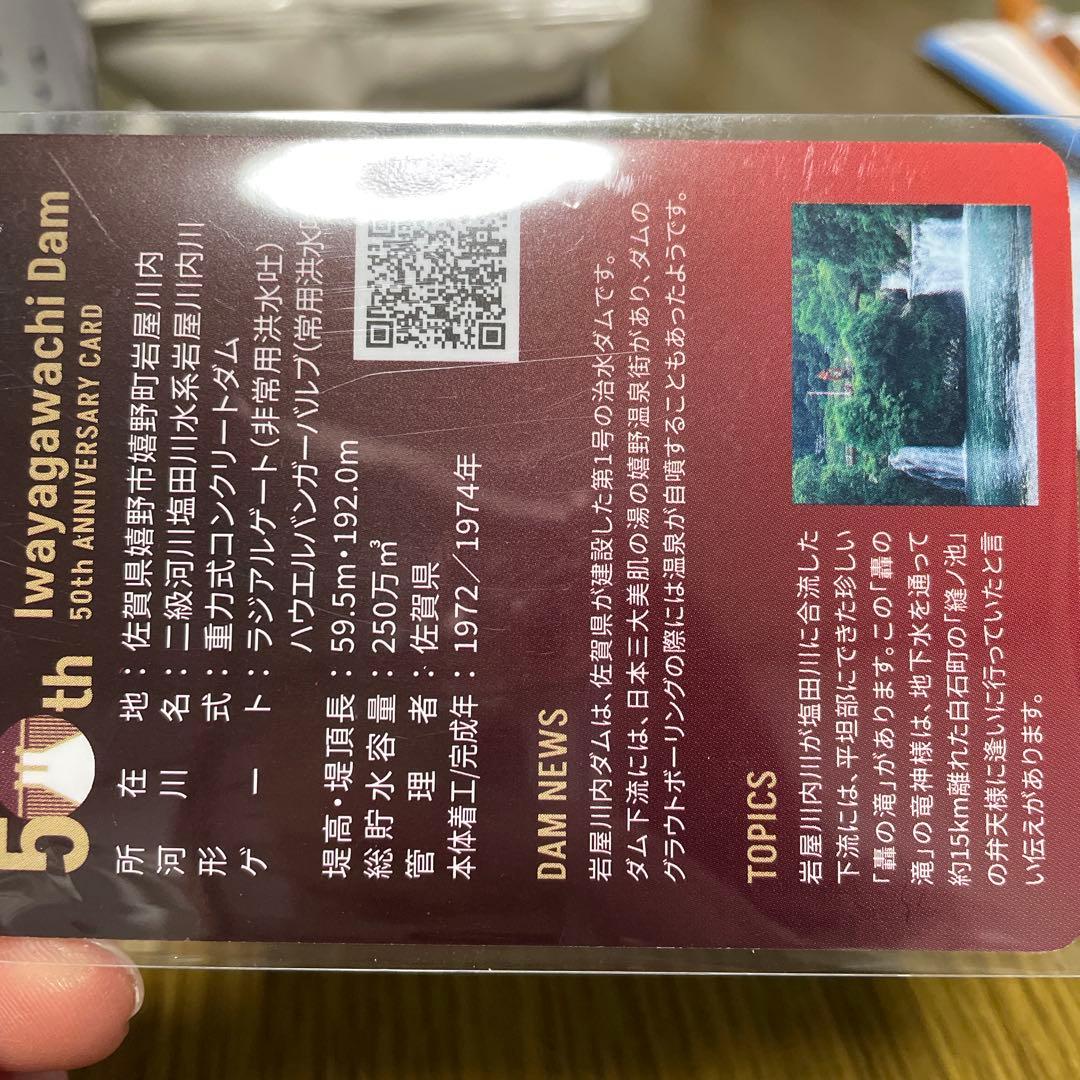 50th Iwayagawachi Dam
50th ANNIVERSARY CARD
所在地：佐賀県嬉野市嬉野町岩屋川内
河川名：二級河川塩田川水系岩屋川内川
形式：重力式コンクリートダム
ゲート：ラジアルゲート（非常用洪水吐）
ハウエルバンガーバルブ（常用洪水
堤高・堤頂長：59.5m・192.0m
総貯水容量：250万㎥
管理者：佐賀県
本体着工/完成年：1972／1974年
DAM NEWS
岩屋川内ダムは、佐賀県が建設した第1号の治水ダムです。
ダム下流には、日本三大美肌の湯の嬉野温泉街があり、ダムの
グラウトボーリングの際には温泉が自噴することもあったようです。
TOPICS
岩屋川内川が塩田川に合流した
下流には、平坦部にできた珍しい
「轟の滝」があります。この「轟の
滝」の竜神様は、地下水を通って
約15km離れた白石町の「縫ノ池」
の弁天様に逢いに行っていたと言
い伝えがあります。